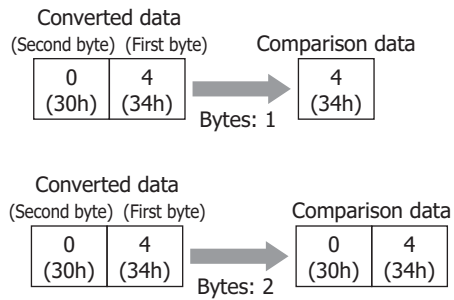 Converted data
(Second byte) (First byte) Comparison data
0 4 4
(30h) (34h) (34h)
Bytes: 1
Converted data
(Second byte) (First byte) Comparison data
0 4 0 4
(30h) (34h) (30h) (34h)
Bytes: 2